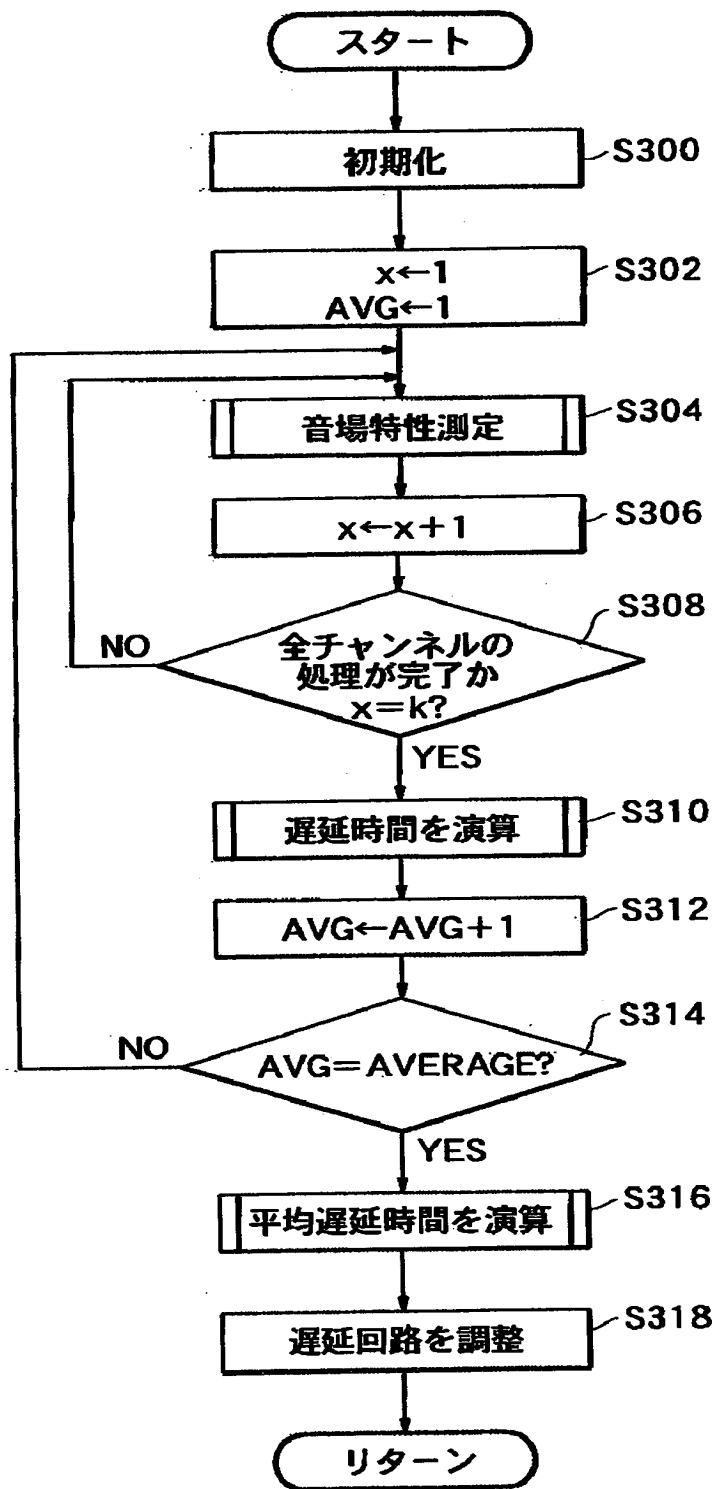 スタート
初期化
S300
x←1
S302
AVG←1
音場特性測定
S304
x←x+1
S306
S308
NO
全チャンネルの
処理が完了か
x=k?
YES
遅延時間を演算
S310
AVG←AVG+1
S312
S314
NO
AVG=AVERAGE?
YES
平均遅延時間を演算
S316
遅延回路を調整
S318
リターン